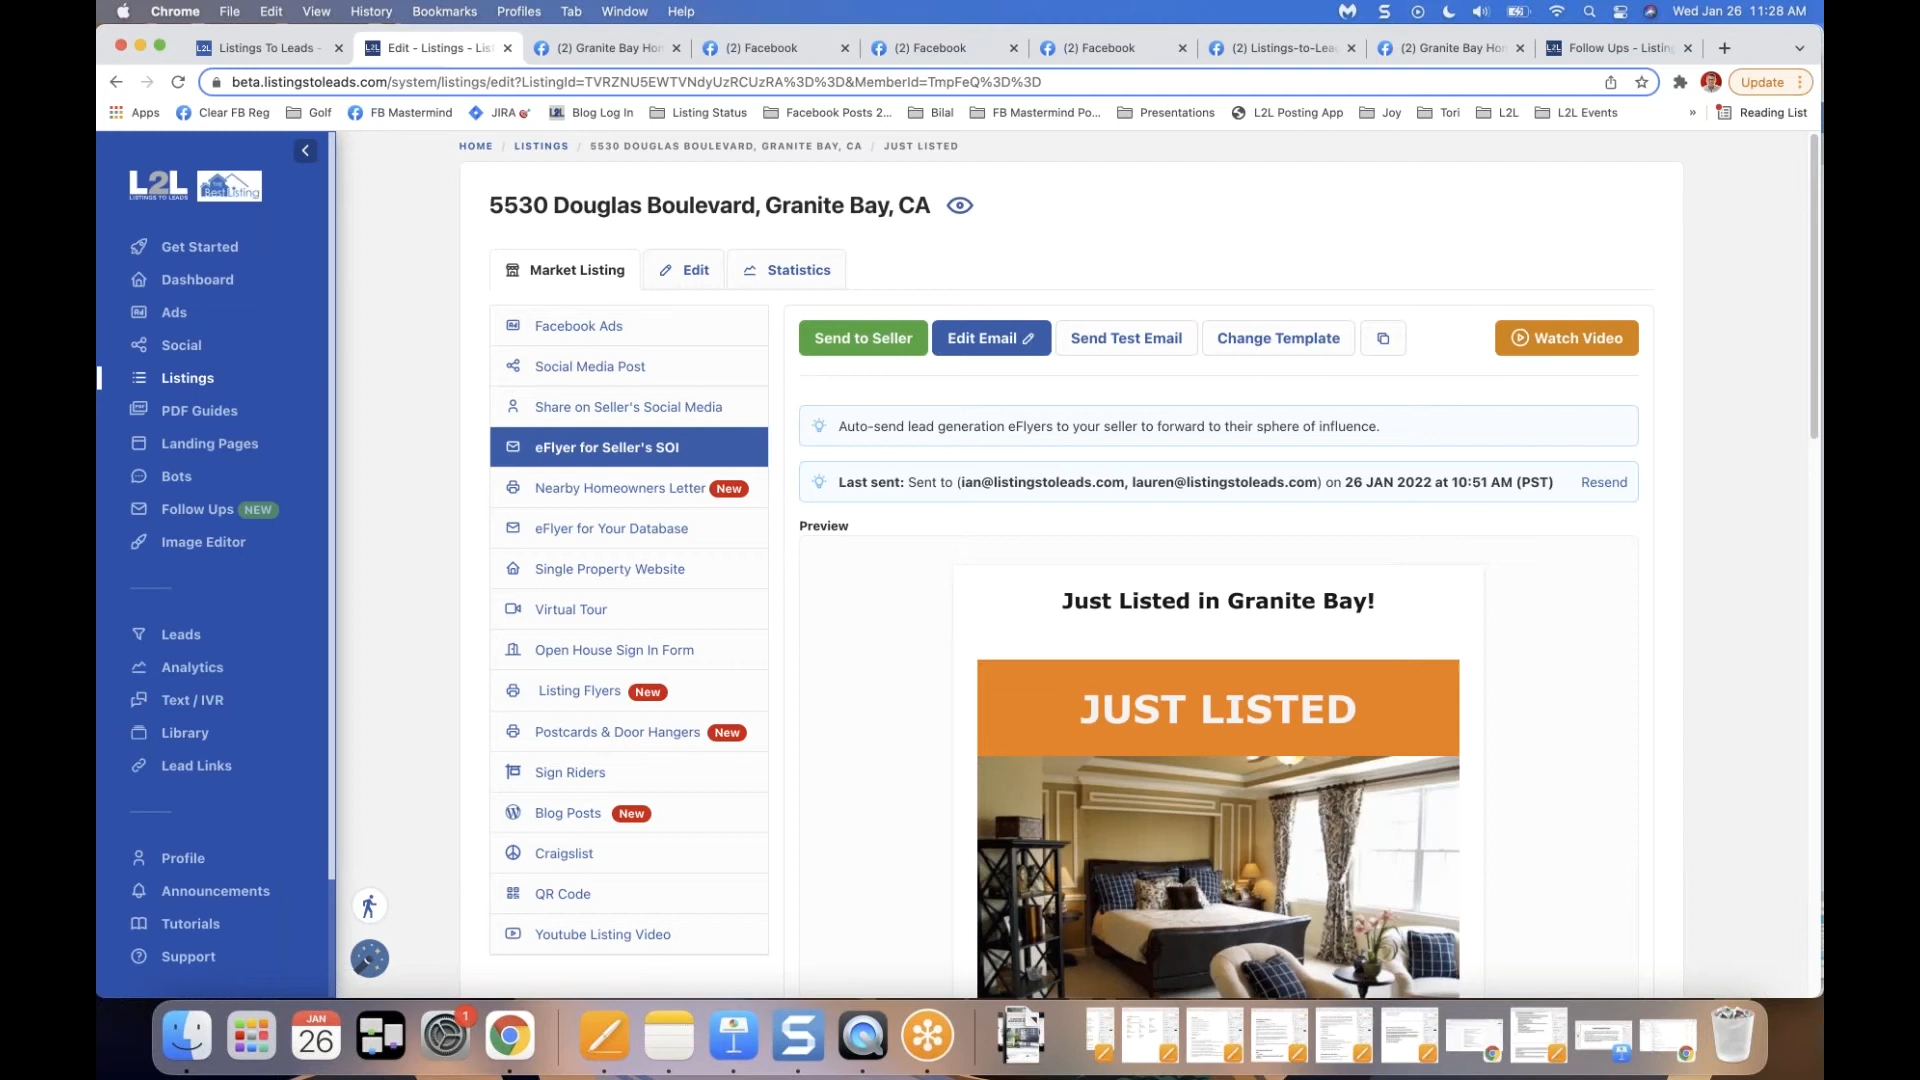 Chrome File Edit View History Bookmarks Profiles Tab Window Help
Wed Jan 26 11:28 AM
Listings To Leads -
Edit - Listings - List
(2) Granite Bay Hom
(2) Facebook
(2) Facebook
(2) Facebook
(2) Listings-to-Lea
(2) Granite Bay Hom
Follow Ups - Listing
beta.listingstoleads.com/system/listings/edit?ListingId=TVRZNU5EWTVNdyUzRCUzRA%3D%3D&MemberId=TmpFeQ%3D%3D
Update
Apps
Clear FB Reg
Golf
FB Mastermind
JIRA
Blog Log In
Listing Status
Facebook Posts 2...
Bilal
FB Mastermind Po...
Presentations
L2L Posting App
Joy
Tori
L2L
L2L Events
»
Reading List
L2L
LISTINGS TO LEADS
Best Listing
Get Started
Dashboard
Ads
Social
Listings
PDF Guides
Landing Pages
Bots
Follow Ups NEW
Image Editor
Leads
Analytics
Text / IVR
Library
Lead Links
Profile
Announcements
Tutorials
Support
HOME / LISTINGS / 5530 DOUGLAS BOULEVARD, GRANITE BAY, CA / JUST LISTED
5530 Douglas Boulevard, Granite Bay, CA
Market Listing
Edit
Statistics
Facebook Ads
Social Media Post
Share on Seller's Social Media
eFlyer for Seller's SOI
Nearby Homeowners Letter New
eFlyer for Your Database
Single Property Website
Virtual Tour
Open House Sign In Form
Listing Flyers New
Postcards & Door Hangers New
Sign Riders
Blog Posts New
Craigslist
QR Code
Youtube Listing Video
Send to Seller
Edit Email
Send Test Email
Change Template
Watch Video
Auto-send lead generation eFlyers to your seller to forward to their sphere of influence.
Last sent: Sent to (ian@listingstoleads.com, lauren@listingstoleads.com) on 26 JAN 2022 at 10:51 AM (PST) Resend
Preview
Just Listed in Granite Bay!
JUST LISTED
JAN
26
1